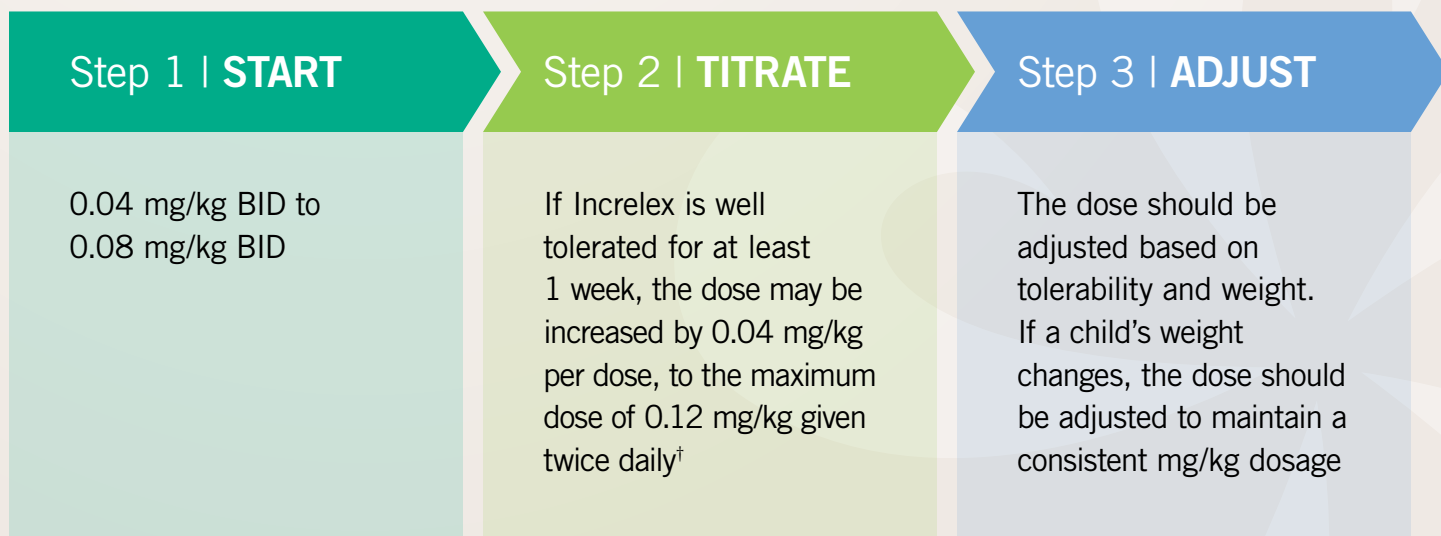 Step 1 | START
0.04 mg/kg BID to
0.08 mg/kg BID
Step 2 | TITRATE
If Increlex is well
tolerated for at least
1 week, the dose may be
increased by 0.04 mg/kg
per dose, to the maximum
dose of 0.12 mg/kg given
twice daily†
Step 3 | ADJUST
The dose should be
adjusted based on
tolerability and weight.
If a child’s weight
changes, the dose should
be adjusted to maintain a
consistent mg/kg dosage